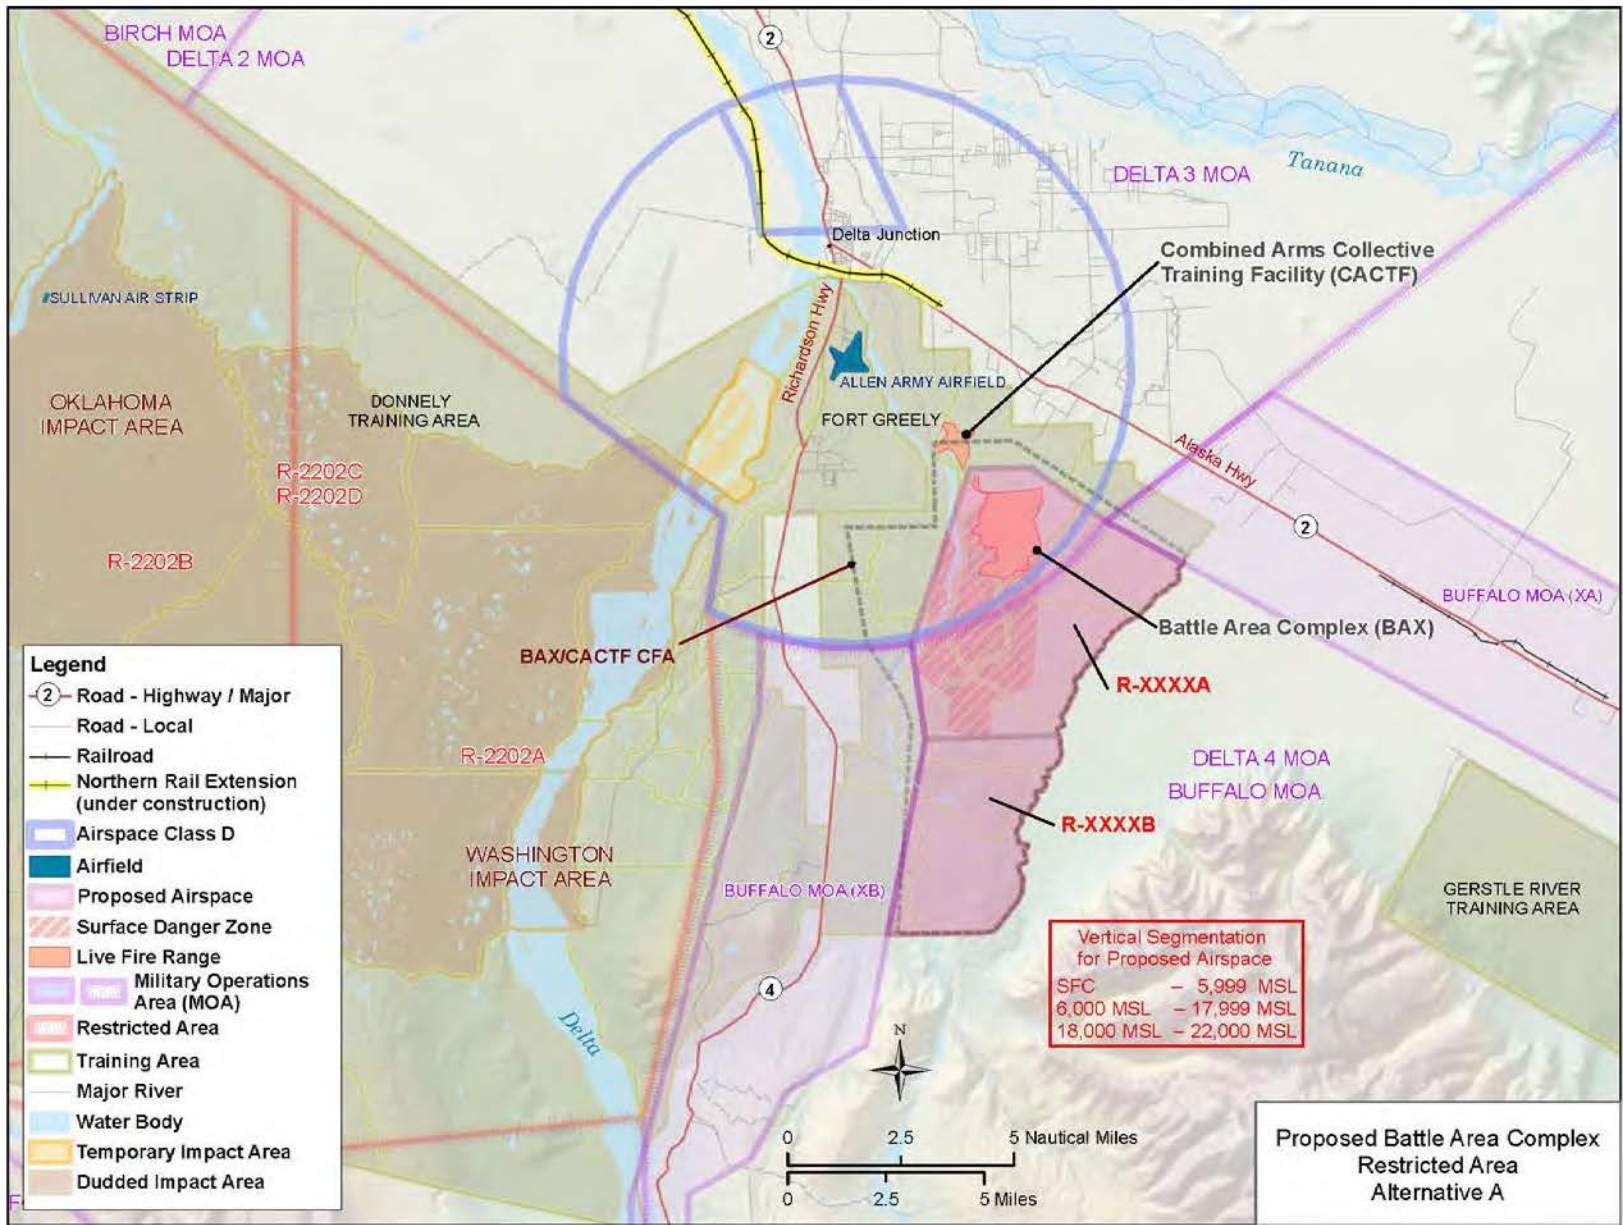 BIRCH MOA
DELTA 2 MOA
2
DELTA 3 MOA
Tanana
Delta Junction
Combined Arms Collective
Training Facility (CACTF)
SULLIVAN AIR STRIP
Richardson Hwy
ALLEN ARMY AIRFIELD
OKLAHOMA
IMPACT AREA
DONNELY
TRAINING AREA
FORT GREELY
Alaska Hwy
R-2202C
R-2202D
2
R-2202B
BUFFALO MOA (XA)
Battle Area Complex (BAX)
BAX/CACTF CFA
R-XXXXA
R-2202A
DELTA 4 MOA
BUFFALO MOA
R-XXXXB
WASHINGTON
IMPACT AREA
BUFFALO MOA (XB)
GERSTLE RIVER
TRAINING AREA
4
Delta
Legend
2 Road - Highway / Major
Road - Local
Railroad
Northern Rail Extension
(under construction)
Airspace Class D
Airfield
Proposed Airspace
Surface Danger Zone
Live Fire Range
Military Operations
Area (MOA)
Restricted Area
Training Area
Major River
Water Body
Temporary Impact Area
Dudded Impact Area
Vertical Segmentation
for Proposed Airspace
SFC – 5,999 MSL
6,000 MSL – 17,999 MSL
18,000 MSL – 22,000 MSL
N
0 2.5 5 Nautical Miles
0 2.5 5 Miles
Proposed Battle Area Complex
Restricted Area
Alternative A